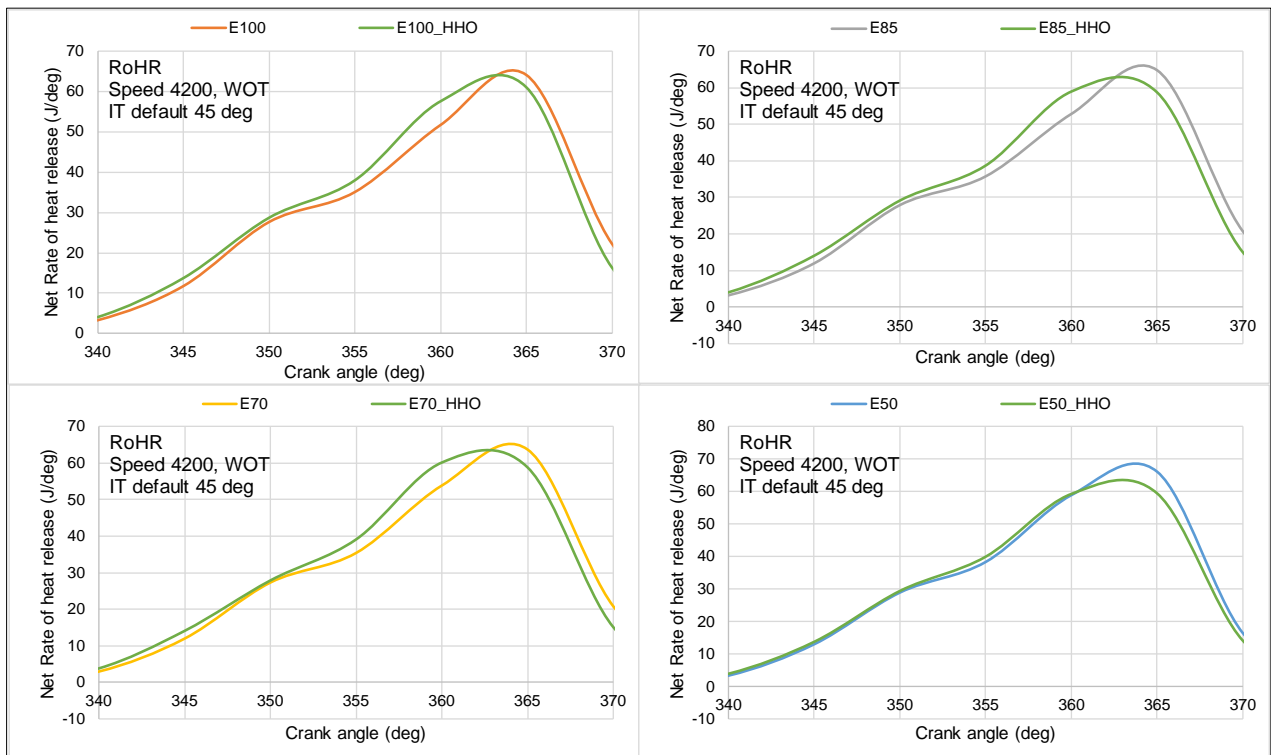 E100 E100_HHO
RoHR
Speed 4200, WOT
IT default 45 deg
Net Rate of heat release (J/deg)
70
60
50
40
30
20
10
0
340 345 350 355 360 365 370
Crank angle (deg)
E85 E85_HHO
RoHR
Speed 4200, WOT
IT default 45 deg
Net Rate of heat release (J/deg)
70
60
50
40
30
20
10
0
-10
340 345 350 355 360 365 370
Crank angle (deg)
E70 E70_HHO
RoHR
Speed 4200, WOT
IT default 45 deg
Net Rate of heat release (J/deg)
70
60
50
40
30
20
10
0
-10
340 345 350 355 360 365 370
Crank angle (deg)
E50 E50_HHO
RoHR
Speed 4200, WOT
IT default 45 deg
Net Rate of heat release (J/deg)
80
70
60
50
40
30
20
10
0
-10
340 345 350 355 360 365 370
Crank angle (deg)